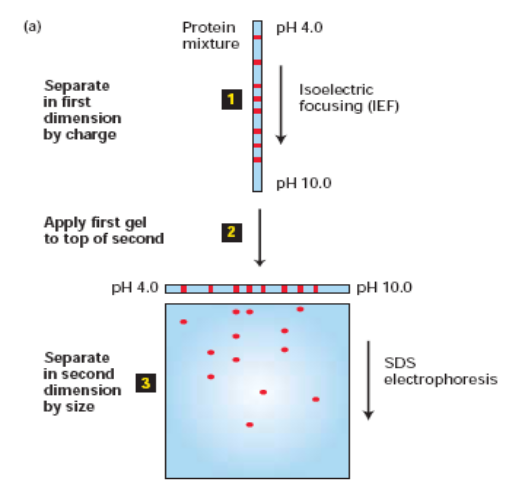 (a)
Protein
mixture
pH 4.0
Separate
in first
dimension
by charge
1
Isoelectric
focusing (IEF)
pH 10.0
Apply first gel
to top of second
2
pH 4.0
pH 10.0
Separate
in second
dimension
by size
3
SDS
electrophoresis